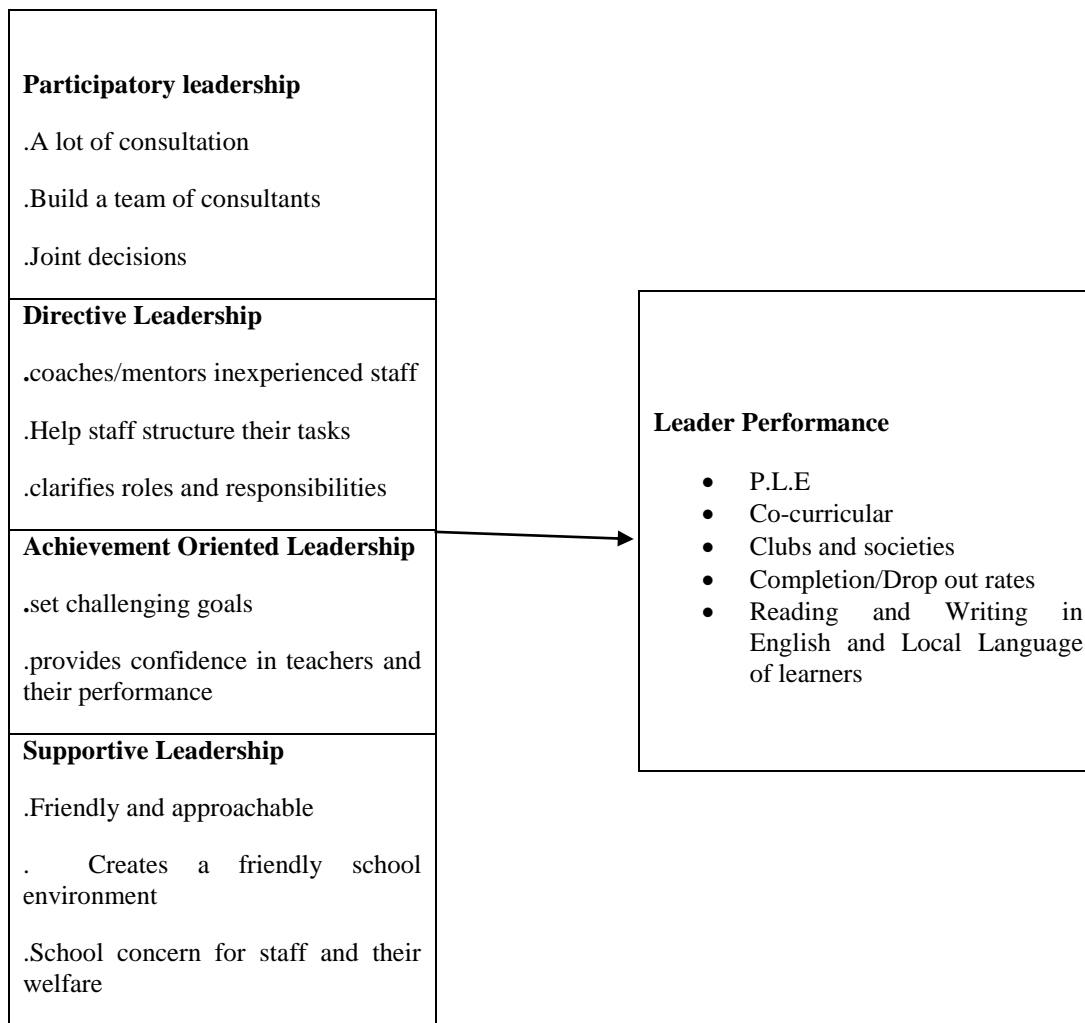 Participatory leadership
.A lot of consultation
.Build a team of consultants
.Joint decisions
Directive Leadership
.coaches/mentors inexperienced staff
.Help staff structure their tasks
.clarifies roles and responsibilities
Achievement Oriented Leadership
.set challenging goals
.provides confidence in teachers and
their performance
Supportive Leadership
.Friendly and approachable
. Creates a friendly school
environment
.School concern for staff and their
welfare
Leader Performance
• P.L.E
• Co-curricular
• Clubs and societies
• Completion/Drop out rates
• Reading and Writing in
English and Local Language
of learners